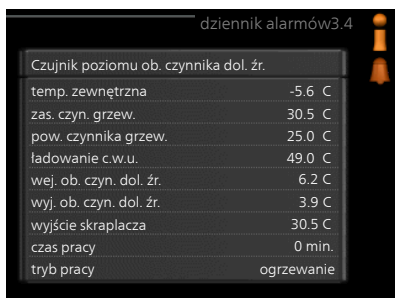 dziennik alarmów3.4
Czujnik poziomu ob. czynnika dol. źr.
temp. zewnętrzna -5.6 C
zas. czyn. grzew. 30.5 C
pow. czynnika grzew. 25.0 C
ładowanie c.w.u. 49.0 C
wej. ob. czyn. dol. źr. 6.2 C
wyj. ob. czyn. dol. źr. 3.9 C
wyjście skraplacza 30.5 C
czas pracy 0 min.
tryb pracy ogrzewanie